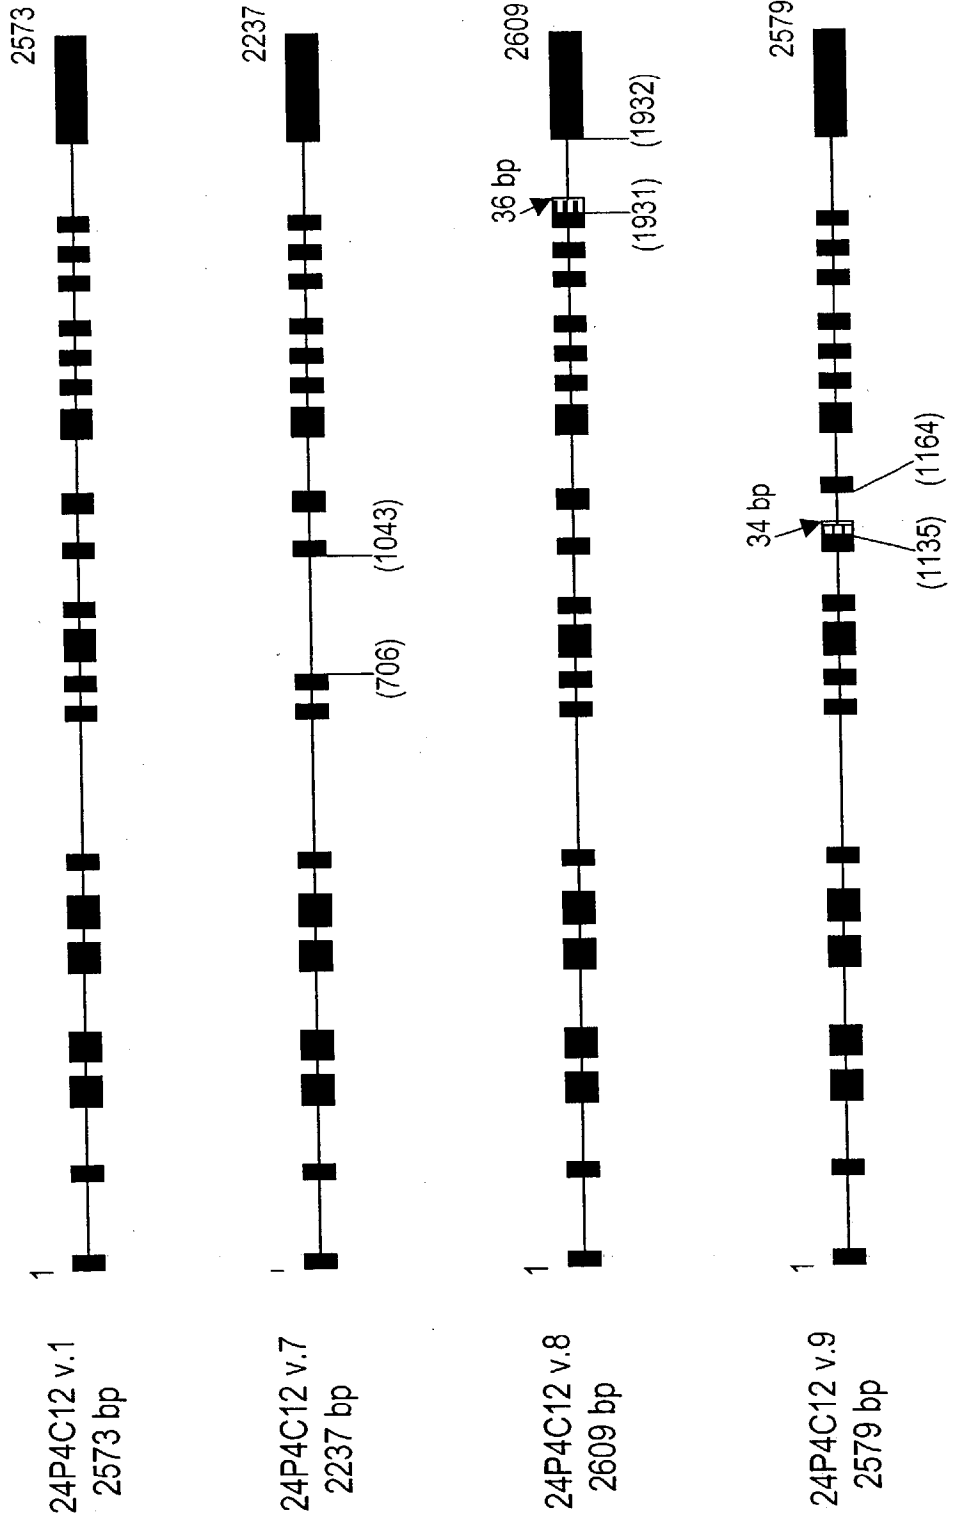 24P4C12 v.1
2573 bp
1
2573
24P4C12 v.7
2237 bp
2237
(706)
(1043)
24P4C12 v.8
2609 bp
1
36 bp
2609
(1931)
(1932)
24P4C12 v.9
2579 bp
1
34 bp
2579
(1135)
(1164)